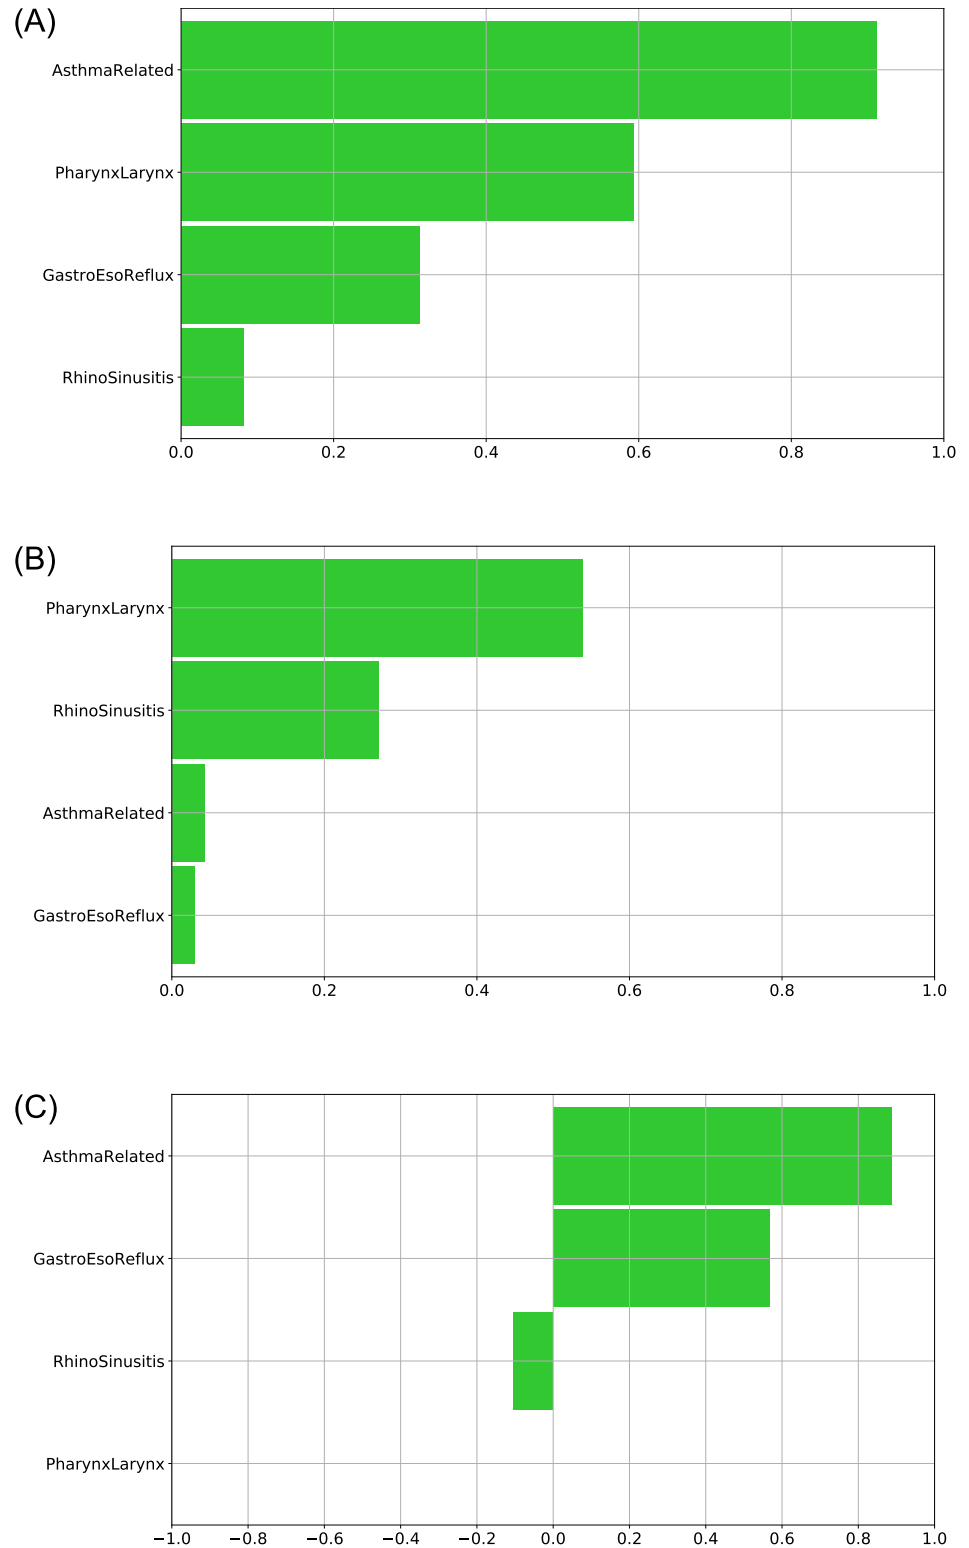 (A)
AsthmaRelated
PharynxLarynx
GastroEsoReflux
RhinoSinusitis
0.0 0.2 0.4 0.6 0.8 1.0
(B)
PharynxLarynx
RhinoSinusitis
AsthmaRelated
GastroEsoReflux
0.0 0.2 0.4 0.6 0.8 1.0
(C)
AsthmaRelated
GastroEsoReflux
RhinoSinusitis
PharynxLarynx
−1.0 −0.8 −0.6 −0.4 −0.2 0.0 0.2 0.4 0.6 0.8 1.0